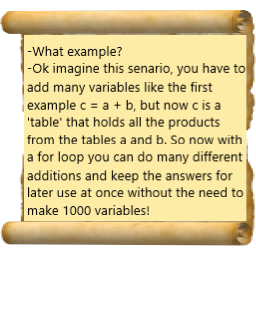 -What example?
-Ok imagine this senario, you have to
add many variables like the first
example c = a + b, but now c is a
'table' that holds all the products
from the tables a and b. So now with
a for loop you can do many different
additions and keep the answers for
later use at once without the need to
make 1000 variables!